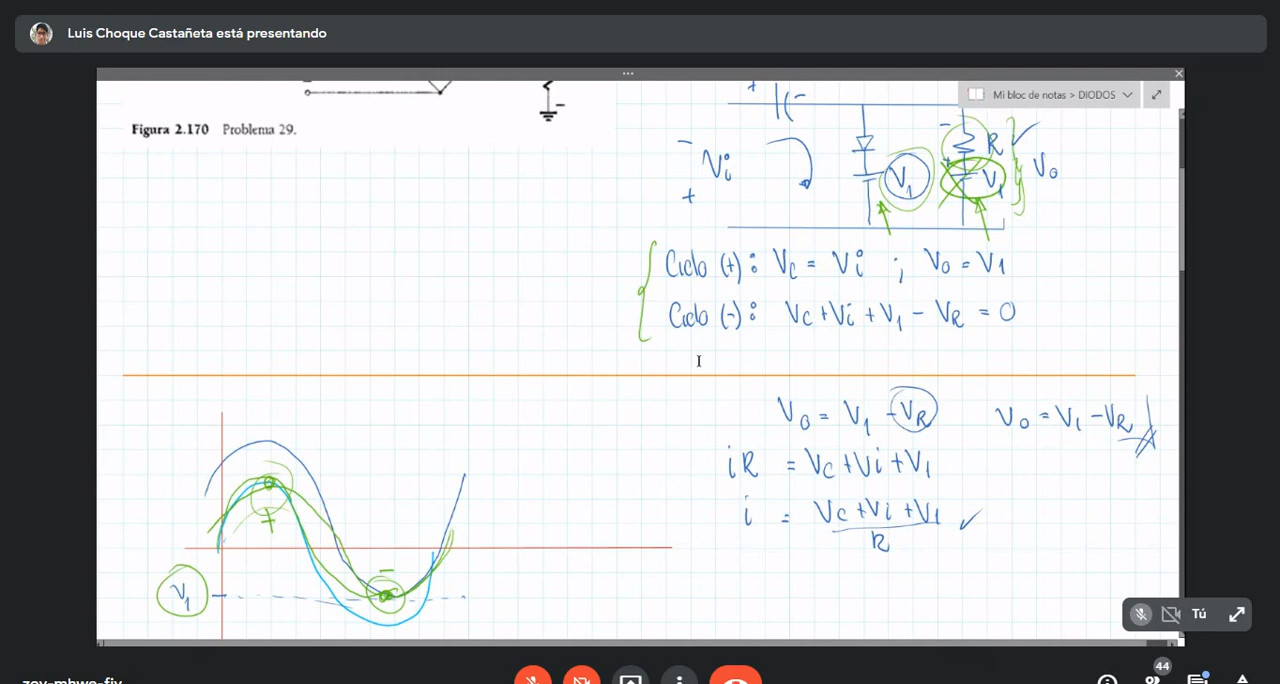 Luis Choque Castañeta está presentando
Mi bloc de notas > DIODOS
Figura 2.170 Problema 29.
+ -
- Vi +
V1
- R +
V1
Vo
Ciclo (+): Vc = Vi ; Vo = V1
Ciclo (-): Vc + Vi + V1 - VR = 0
Vo = V1 - VR
Vo = V1 - VR
iR = Vc + Vi + V1
i = Vc + Vi + V1
R
+
-
V1
Tú
44